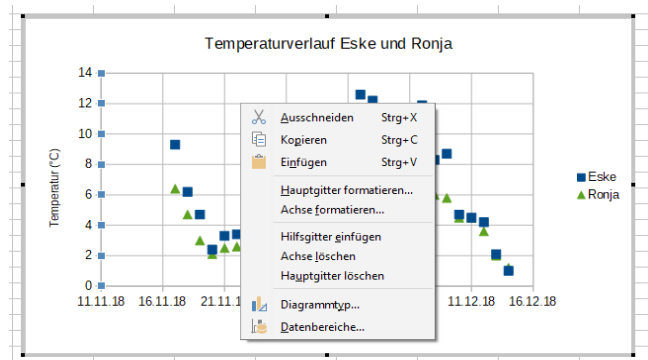 Temperaturverlauf Eske und Ronja
Temperatur (°C)
14
12
10
8
6
4
2
0
11.11.18
16.11.18
21.11
11.12.18
16.12.18
Ausschneiden Strg+X
Kopieren Strg+C
Einfügen Strg+V
Hauptgitter formatieren...
Achse formatieren...
Hilfsgitter einfügen
Achse löschen
Hauptgitter löschen
Diagrammtyp...
Datenbereiche...
Eske
Ronja